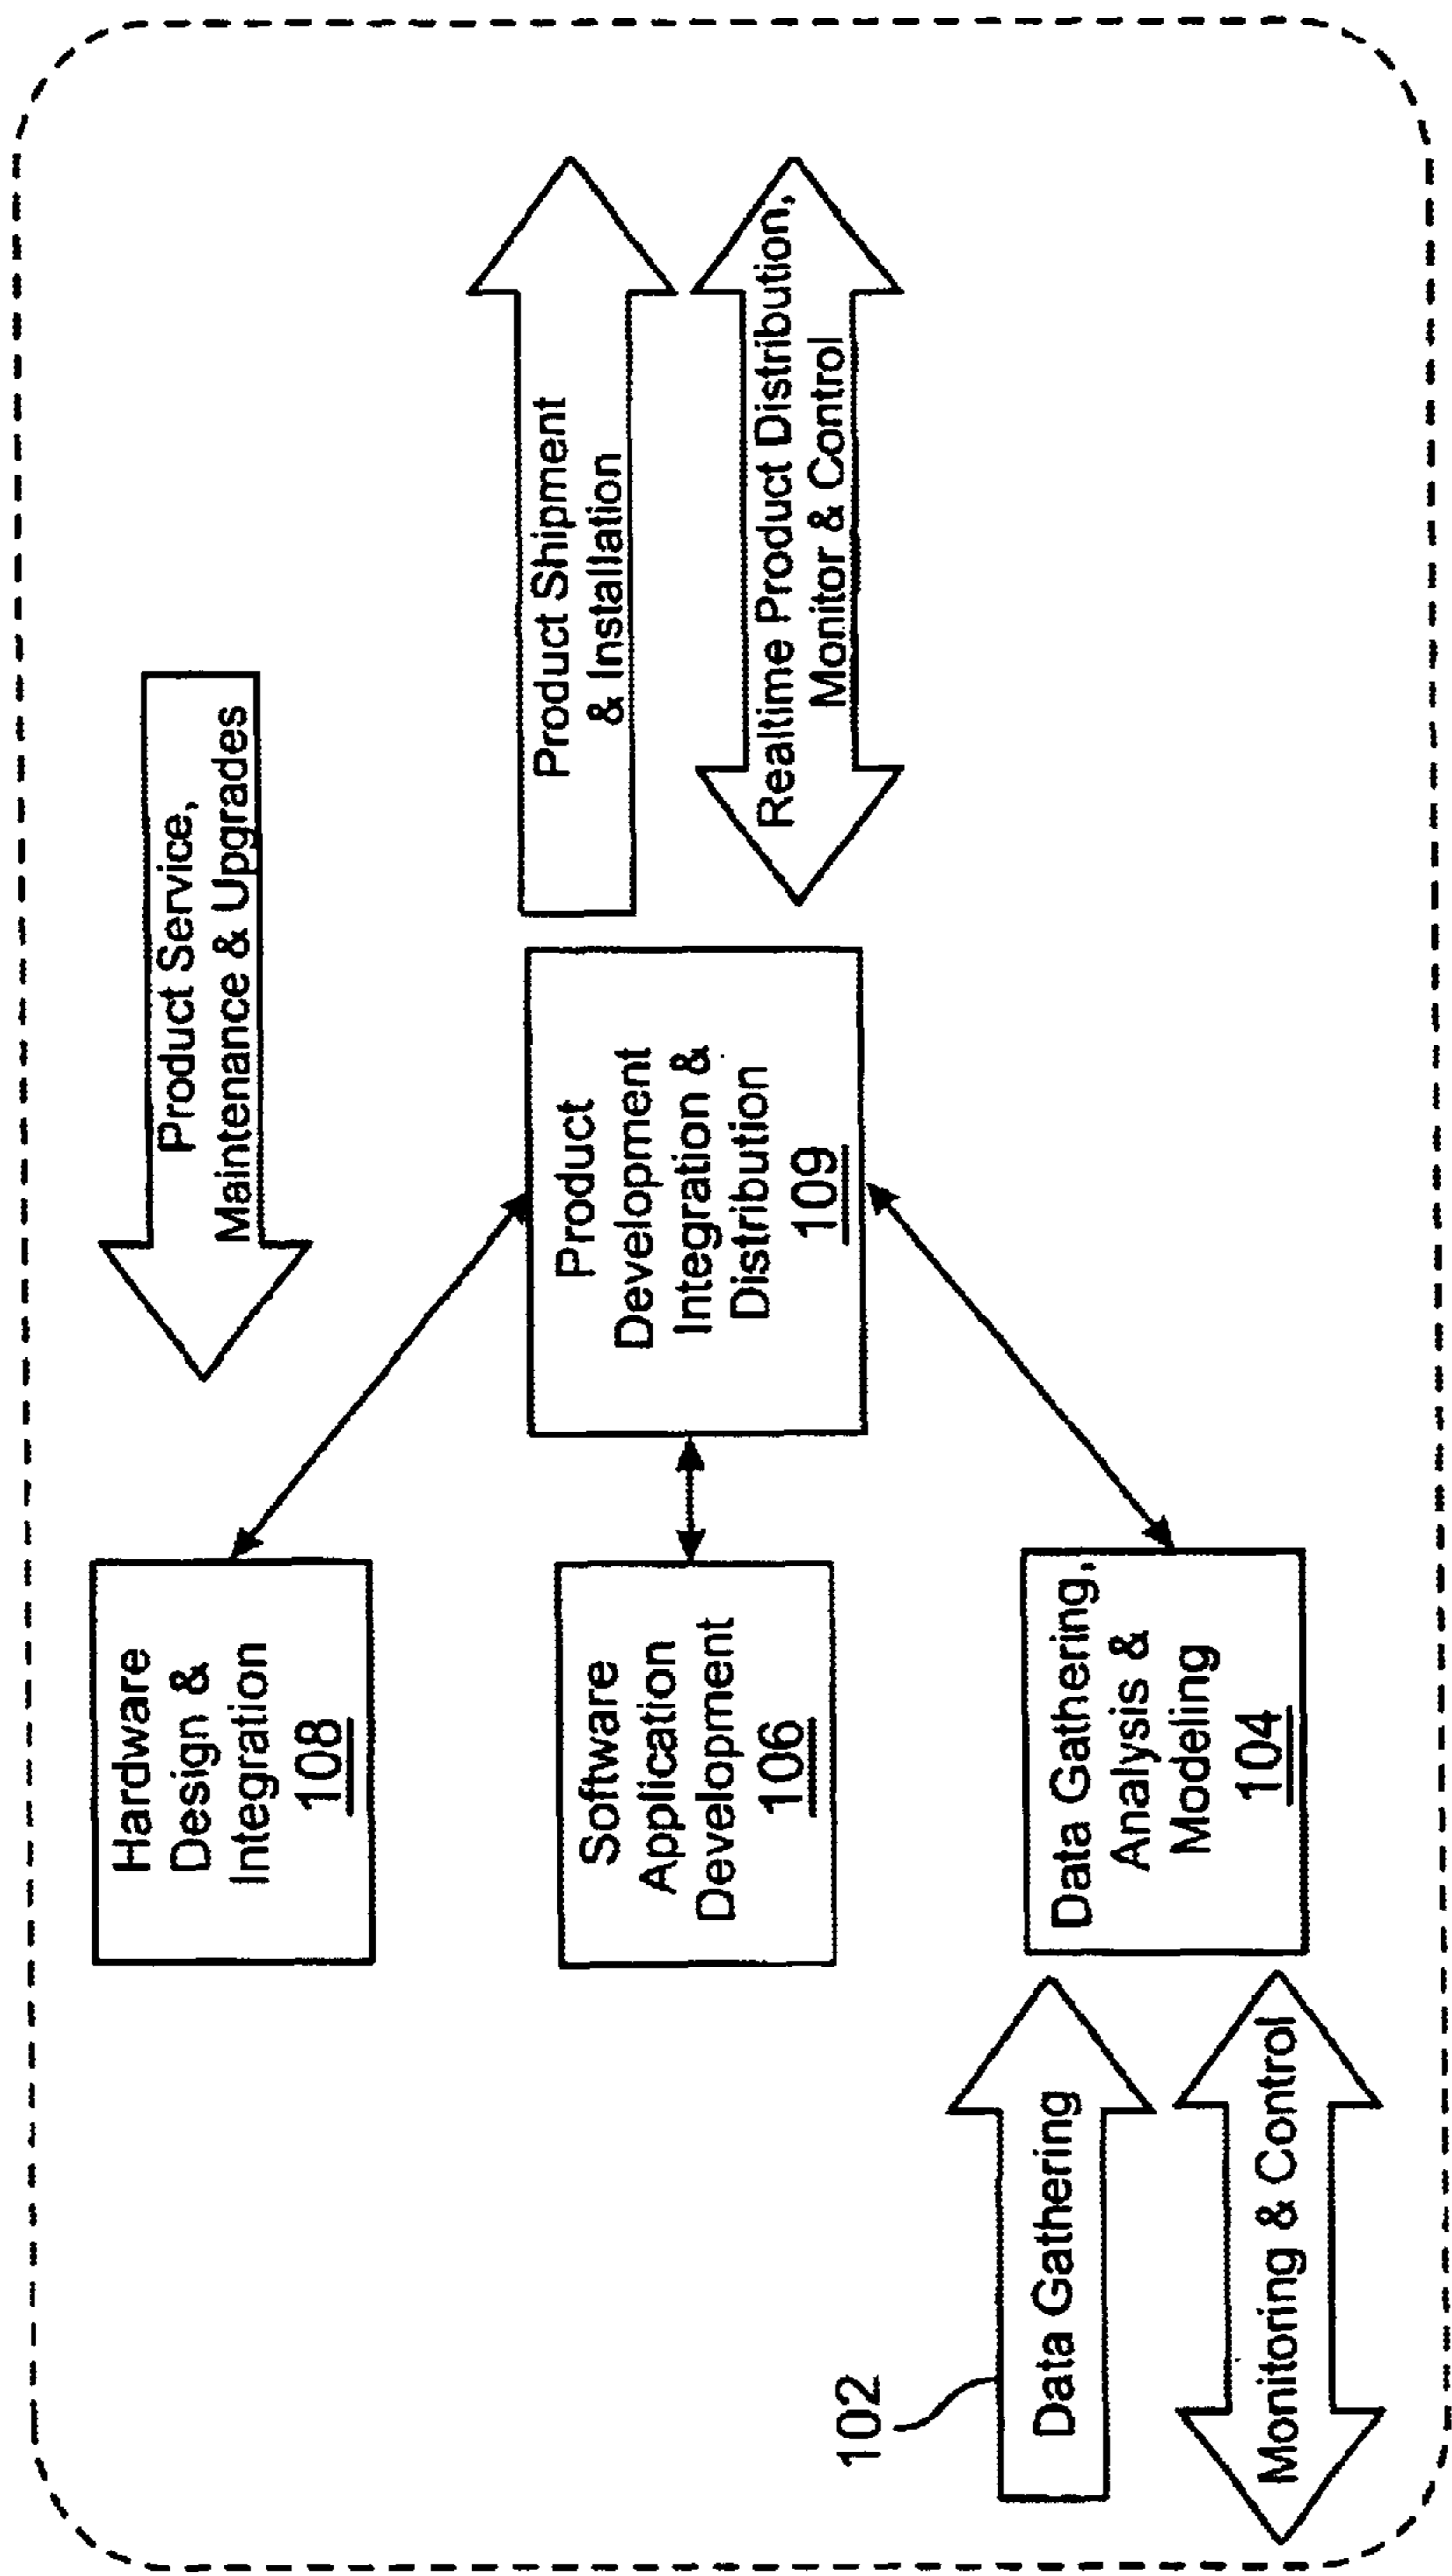 Product Service,
Maintenance & Upgrades
Hardware
Design &
Integration
108
Product Shipment
& Installation
Product
Development
Integration &
Distribution
109
Software
Application
Development
106
Realtime Product Distribution,
Monitor & Control
Data Gathering,
Analysis &
Modeling
104
102
Data Gathering
Monitoring & Control